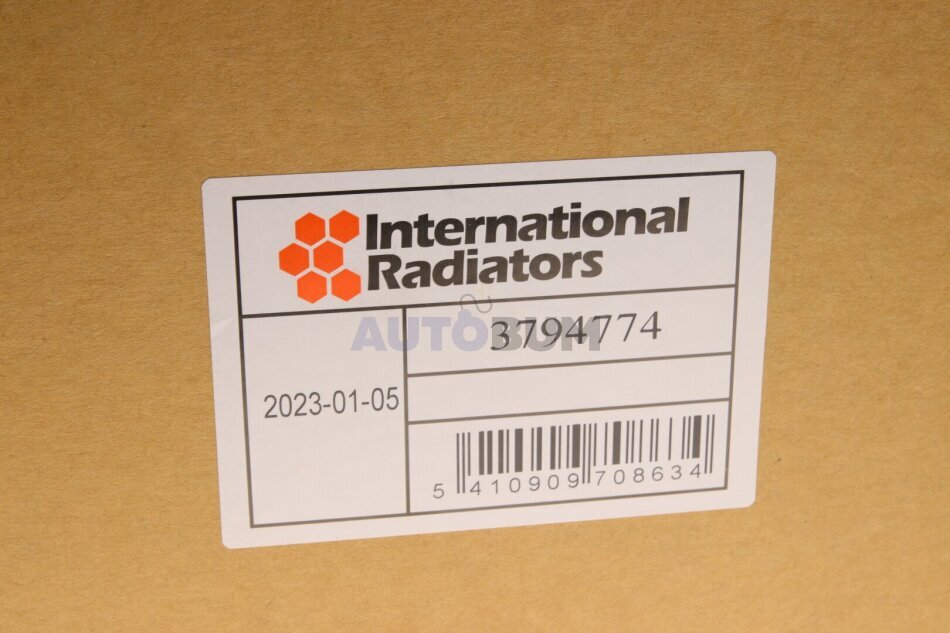 International
Radiators
AUTOBUM
3794774
2023-01-05
5 410909 708634